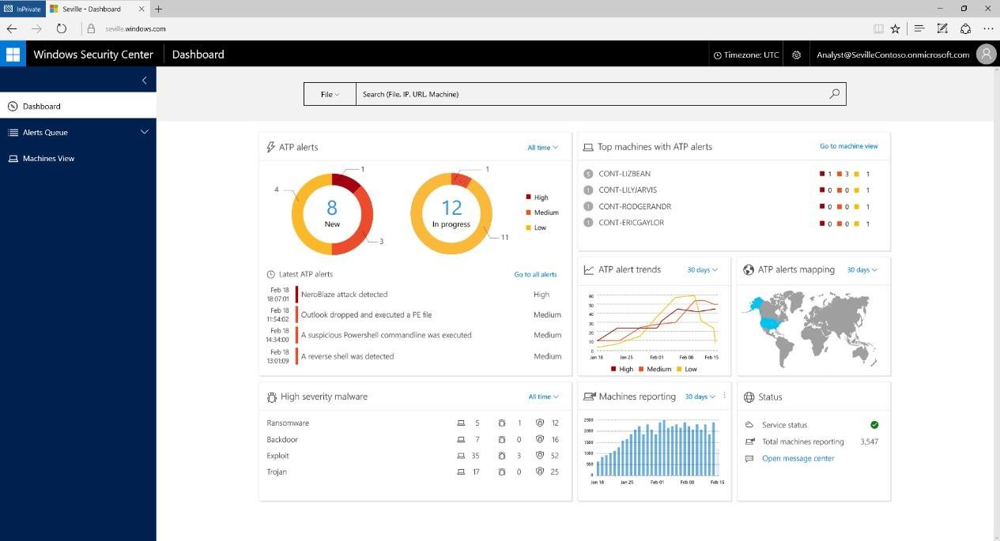 InPrivate Seville - Dashboard
seville.windows.com
Windows Security Center Dashboard Timezone: UTC Analyst@SevilleContoso.onmicrosoft.com
Dashboard
Alerts Queue
Machines View
File Search (File, IP, URL, Machine)
ATP alerts All time
1
4
8
New
3
1
12
In progress
11
High
Medium
Low
Latest ATP alerts Go to all alerts
Feb 18
18:07:01 NeroBlaze attack detected High
Feb 18
11:54:02 Outlook dropped and executed a PE file Medium
Feb 18
14:34:00 A suspicious Powershell commandline was executed Medium
Feb 18
13:01:09 A reverse shell was detected Medium
Top machines with ATP alerts Go to machine view
5 CONT-LIZBEAN 1 3 1
1 CONT-LILYJARVIS 0 0 1
1 CONT-RODGERANDR 0 0 1
1 CONT-ERICGAYLOR 0 0 1
ATP alert trends 30 days
60
50
40
30
20
10
0
Jan 18 Jan 25 Feb 01 Feb 08 Feb 15
High Medium Low
ATP alerts mapping 30 days
High severity malware All time
Ransomware 5 1 12
Backdoor 7 0 16
Exploit 35 3 52
Trojan 17 0 25
Machines reporting 30 days
2500
2000
1500
1000
500
0
Jan 18 Jan 25 Feb 01 Feb 08 Feb 15
Status
Service status
Total machines reporting 3,547
Open message center